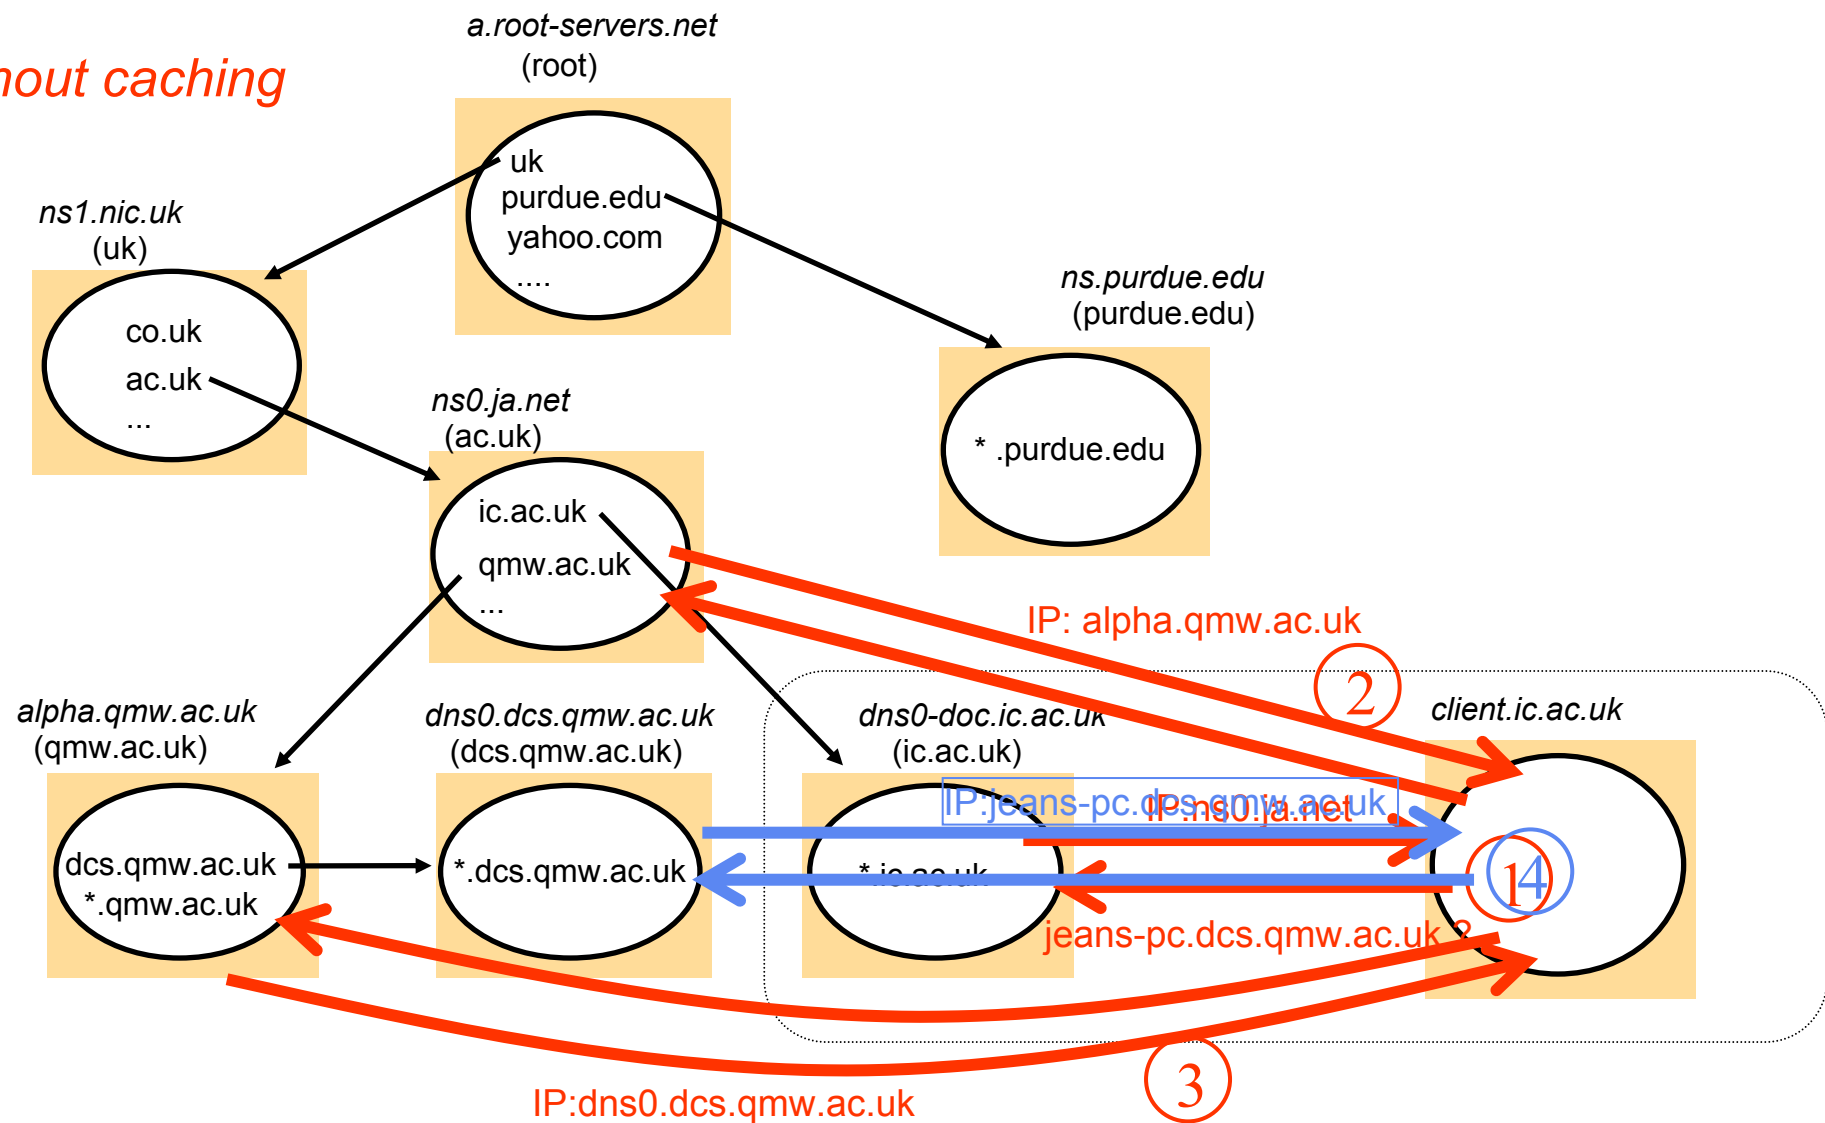 a.root-servers.net
(root)
hout caching
uk
purdue.edu
yahoo.com
....
ns1.nic.uk
(uk)
co.uk
ac.uk
...
ns.purdue.edu
(purdue.edu)
* .purdue.edu
ns0.ja.net
(ac.uk)
ic.ac.uk
qmw.ac.uk
...
IP: alpha.qmw.ac.uk
2
alpha.qmw.ac.uk
(qmw.ac.uk)
dns0.dcs.qmw.ac.uk
(dcs.qmw.ac.uk)
dns0-doc.ic.ac.uk
(ic.ac.uk)
client.ic.ac.uk
IP:jeans-pc.dcs.qmw.ac.uk
IP:ns0.ja.net
dcs.qmw.ac.uk
*.qmw.ac.uk
*.dcs.qmw.ac.uk
*.ic.ac.uk
1
4
jeans-pc.dcs.qmw.ac.uk ?
3
IP:dns0.dcs.qmw.ac.uk